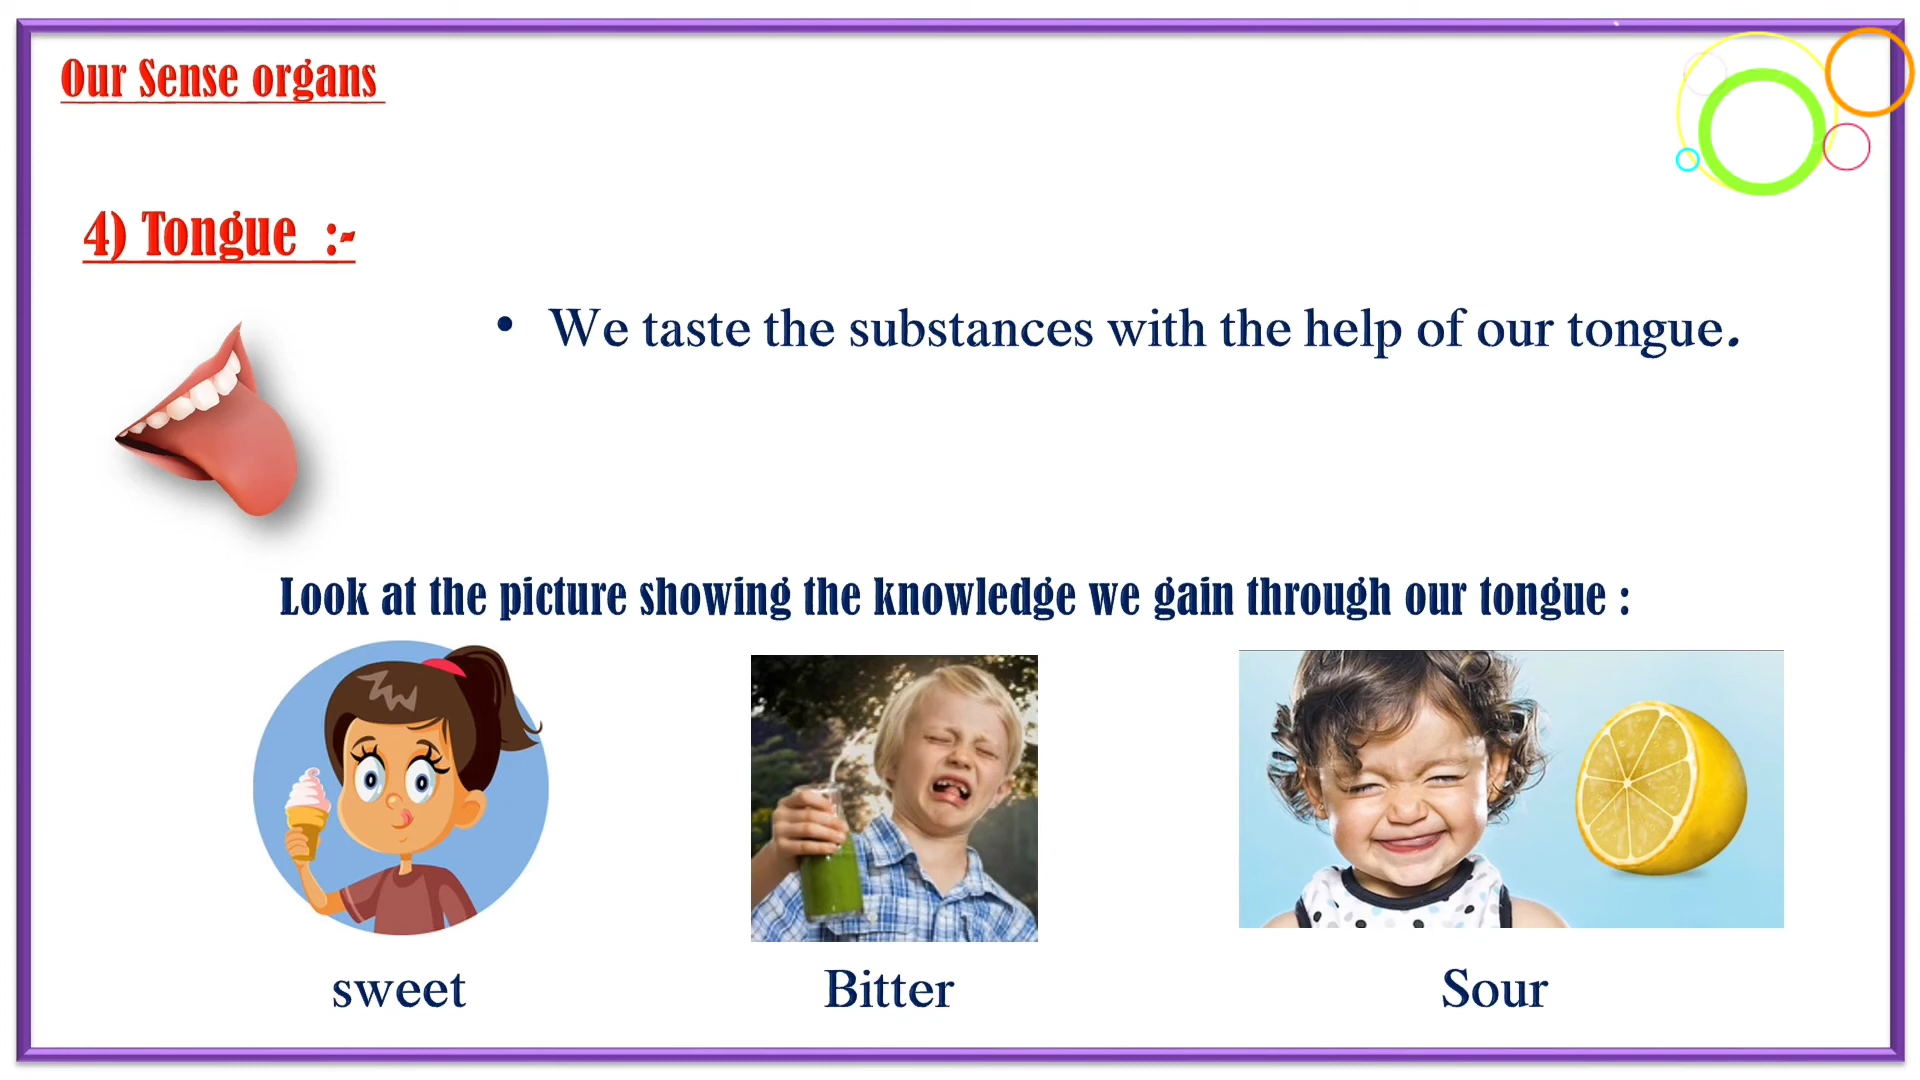 Our Sense organs
4) Tongue :-
• We taste the substances with the help of our tongue.
Look at the picture showing the knowledge we gain through our tongue :
sweet
Bitter
Sour